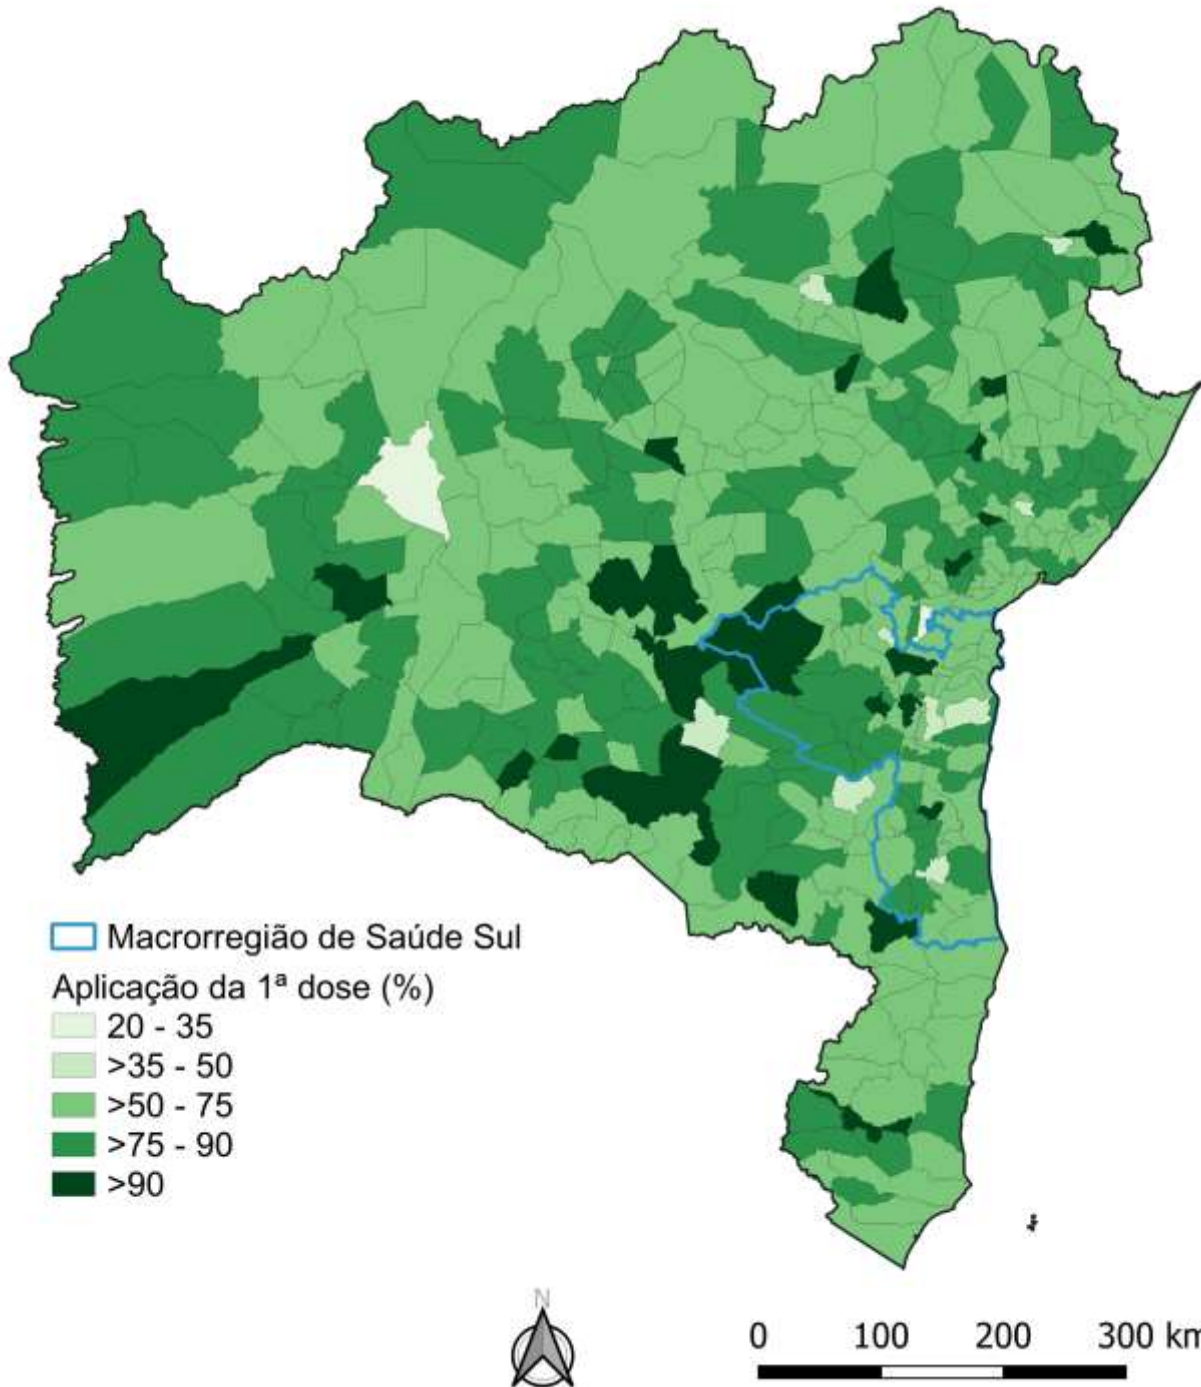 Macrorregião de Saúde Sul
Aplicação da 1ª dose (%)
20 - 35
>35 - 50
>50 - 75
>75 - 90
>90
N
0 100 200 300 km